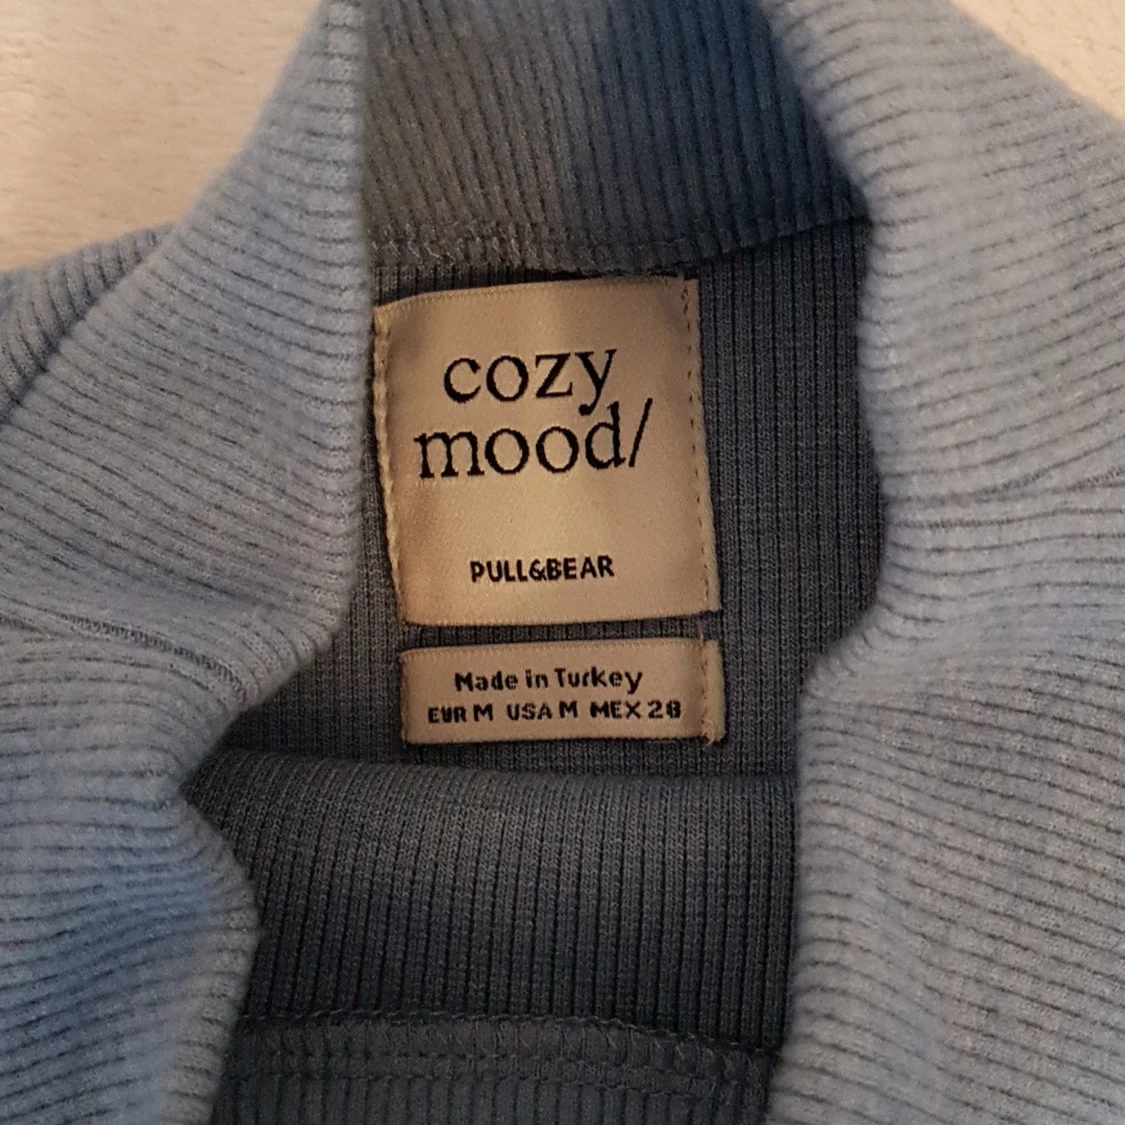 cozy
mood/
PULL&BEAR
Made in Turkey
EUR M USA M MEX 28